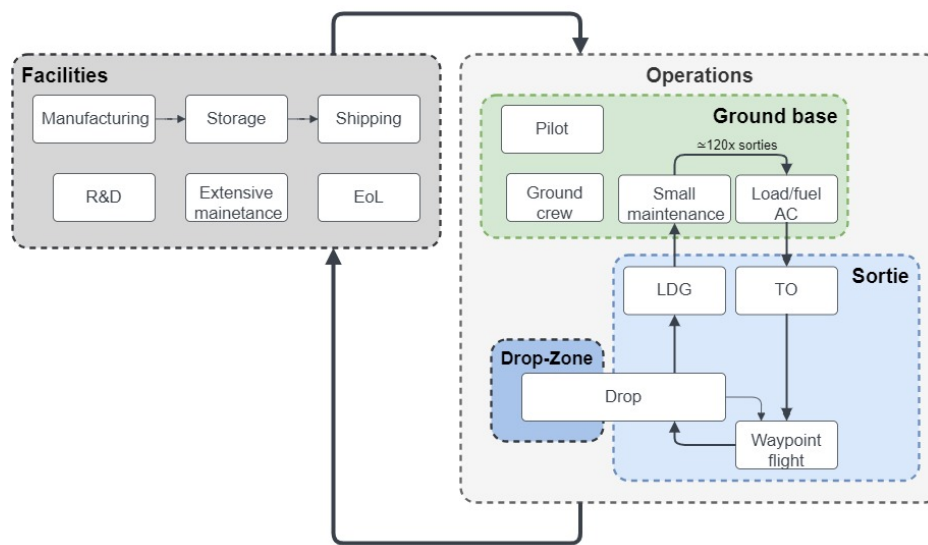 Facilities
Manufacturing
Storage
Shipping
R&D
Extensive
mainetance
EoL
Operations
Ground base
Pilot
≃120x sorties
Ground
crew
Small
maintenance
Load/fuel
AC
Sortie
LDG
TO
Drop-Zone
Drop
Waypoint
flight